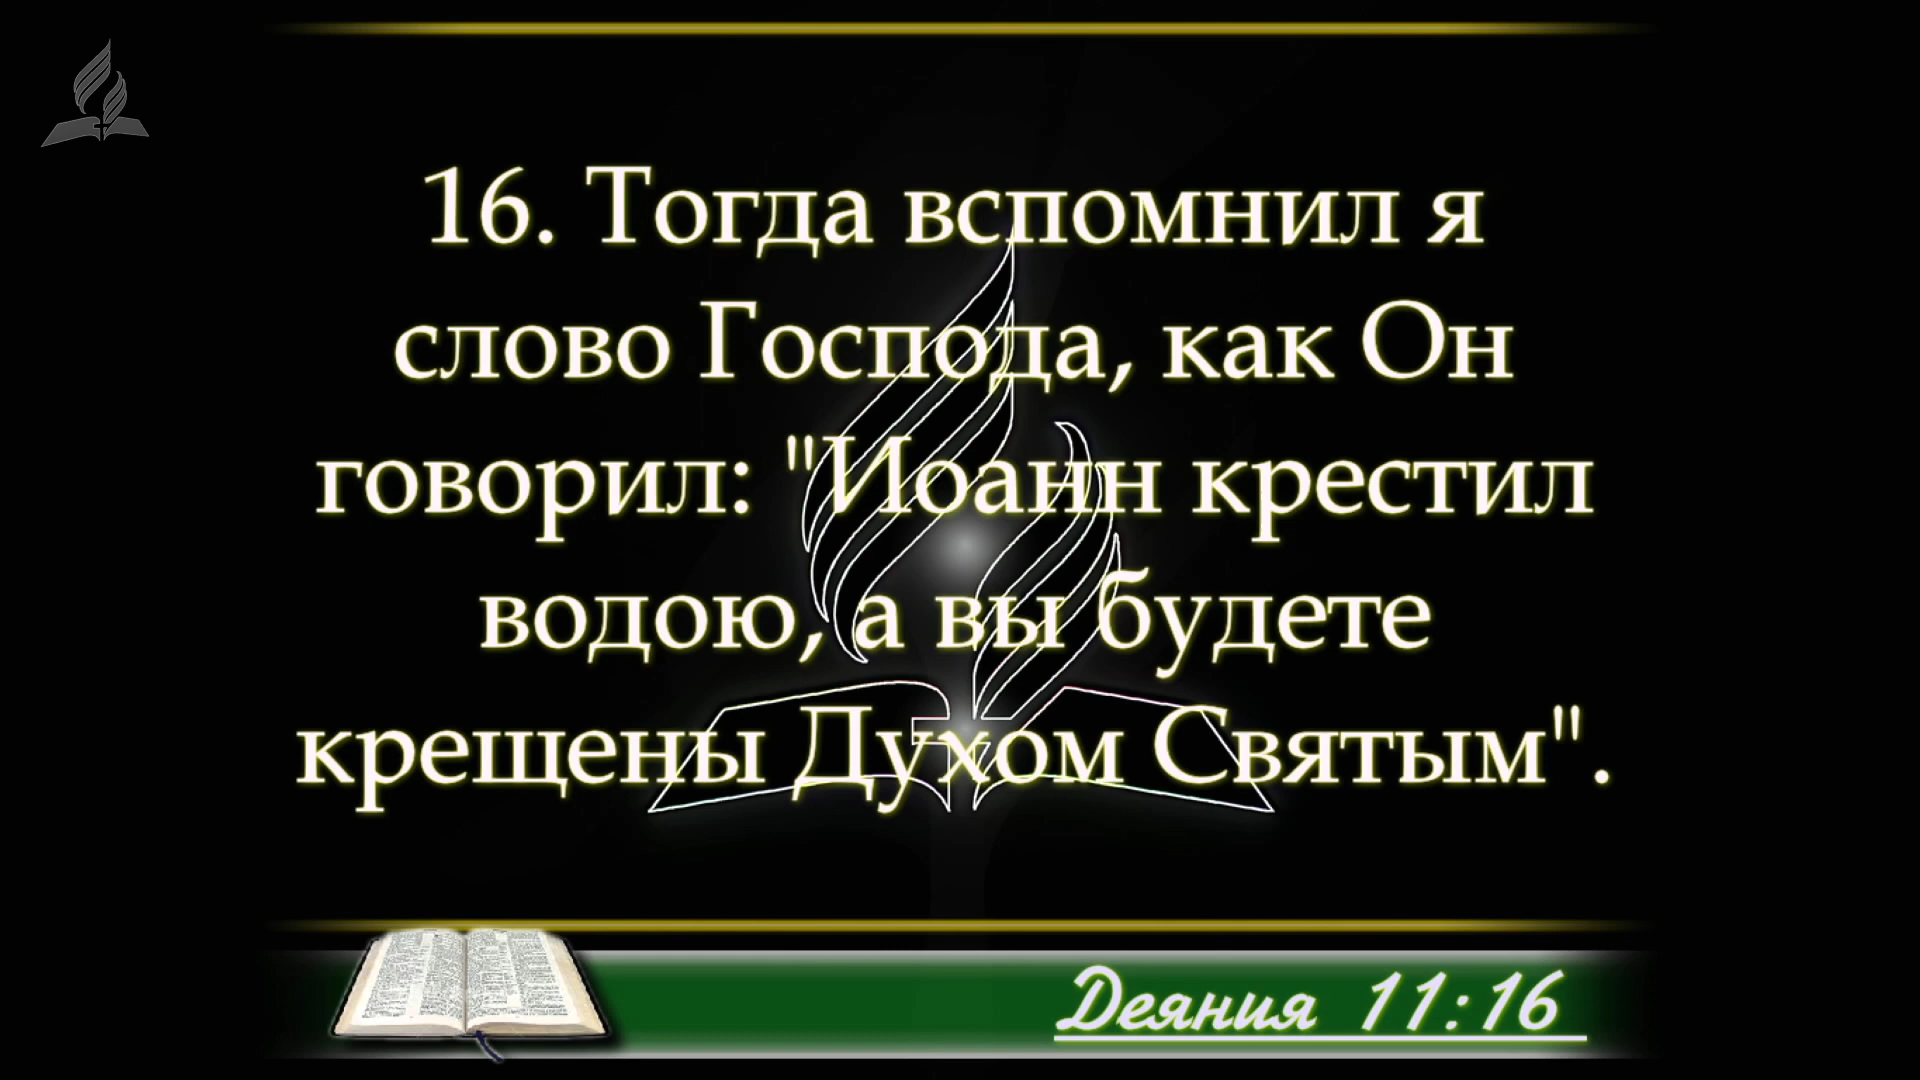 16. Тогда вспомнил я
слово Господа, как Он
говорил: "Иоанн крестил
водою, а вы будете
крещены Духом Святым".
Деяния 11:16